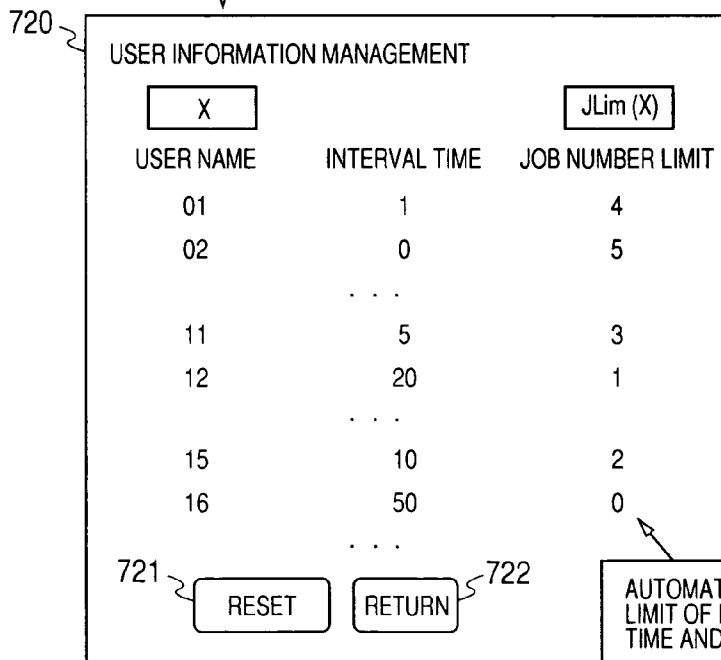 720
USER INFORMATION MANAGEMENT
X JLim (X)
USER NAME INTERVAL TIME JOB NUMBER LIMIT
01 1 4
02 0 5
. . .
11 5 3
12 20 1
. . .
15 10 2
16 50 0
. . .
721 RESET RETURN 722
LIMIT OF
TIME AND